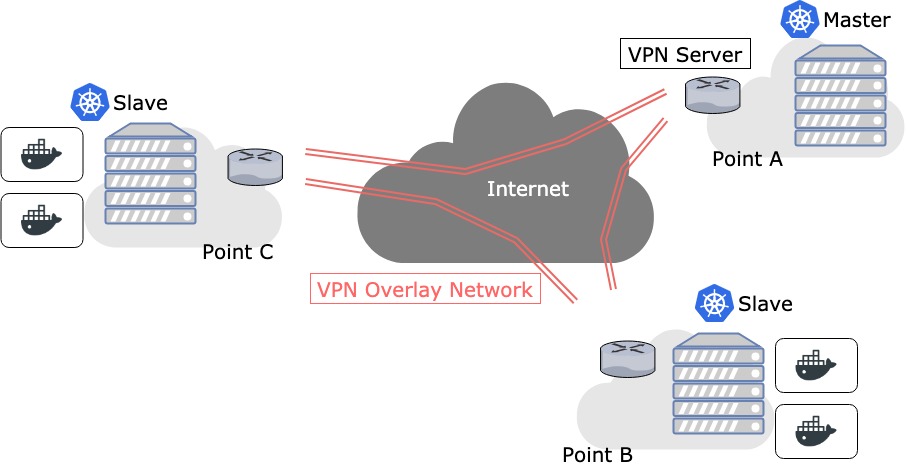 Master
VPN Server
Slave
Point A
Internet
Point C
VPN Overlay Network
Slave
Point B